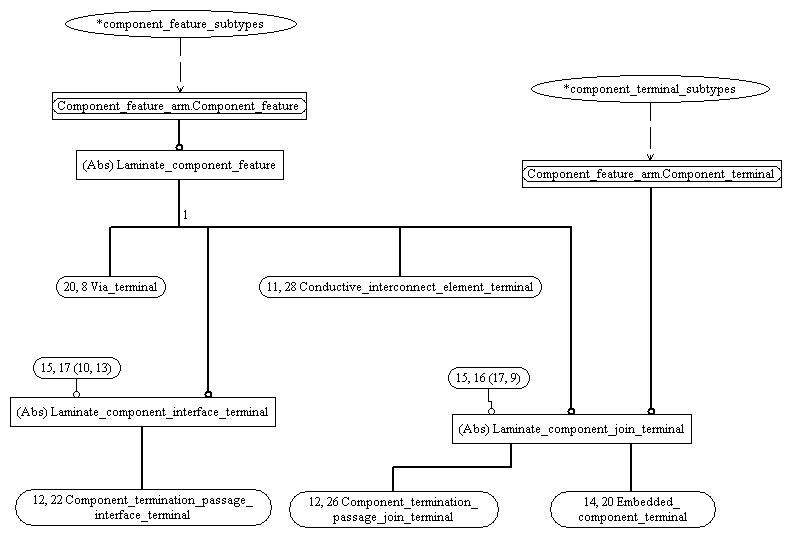 *component_feature_subtypes
*component_terminal_subtypes
Component_feature_arm.Component_feature
(Abs) Laminate_component_feature
Component_feature_arm.Component_terminal
1
20, 8 Via_terminal
11, 28 Conductive_interconnect_element_terminal
15, 17 (10, 13)
15, 16 (17, 9)
(Abs) Laminate_component_interface_terminal
(Abs) Laminate_component_join_terminal
12, 22 Component_termination_passage_
interface_terminal
12, 26 Component_termination_
passage_join_terminal
14, 20 Embedded_
component_terminal